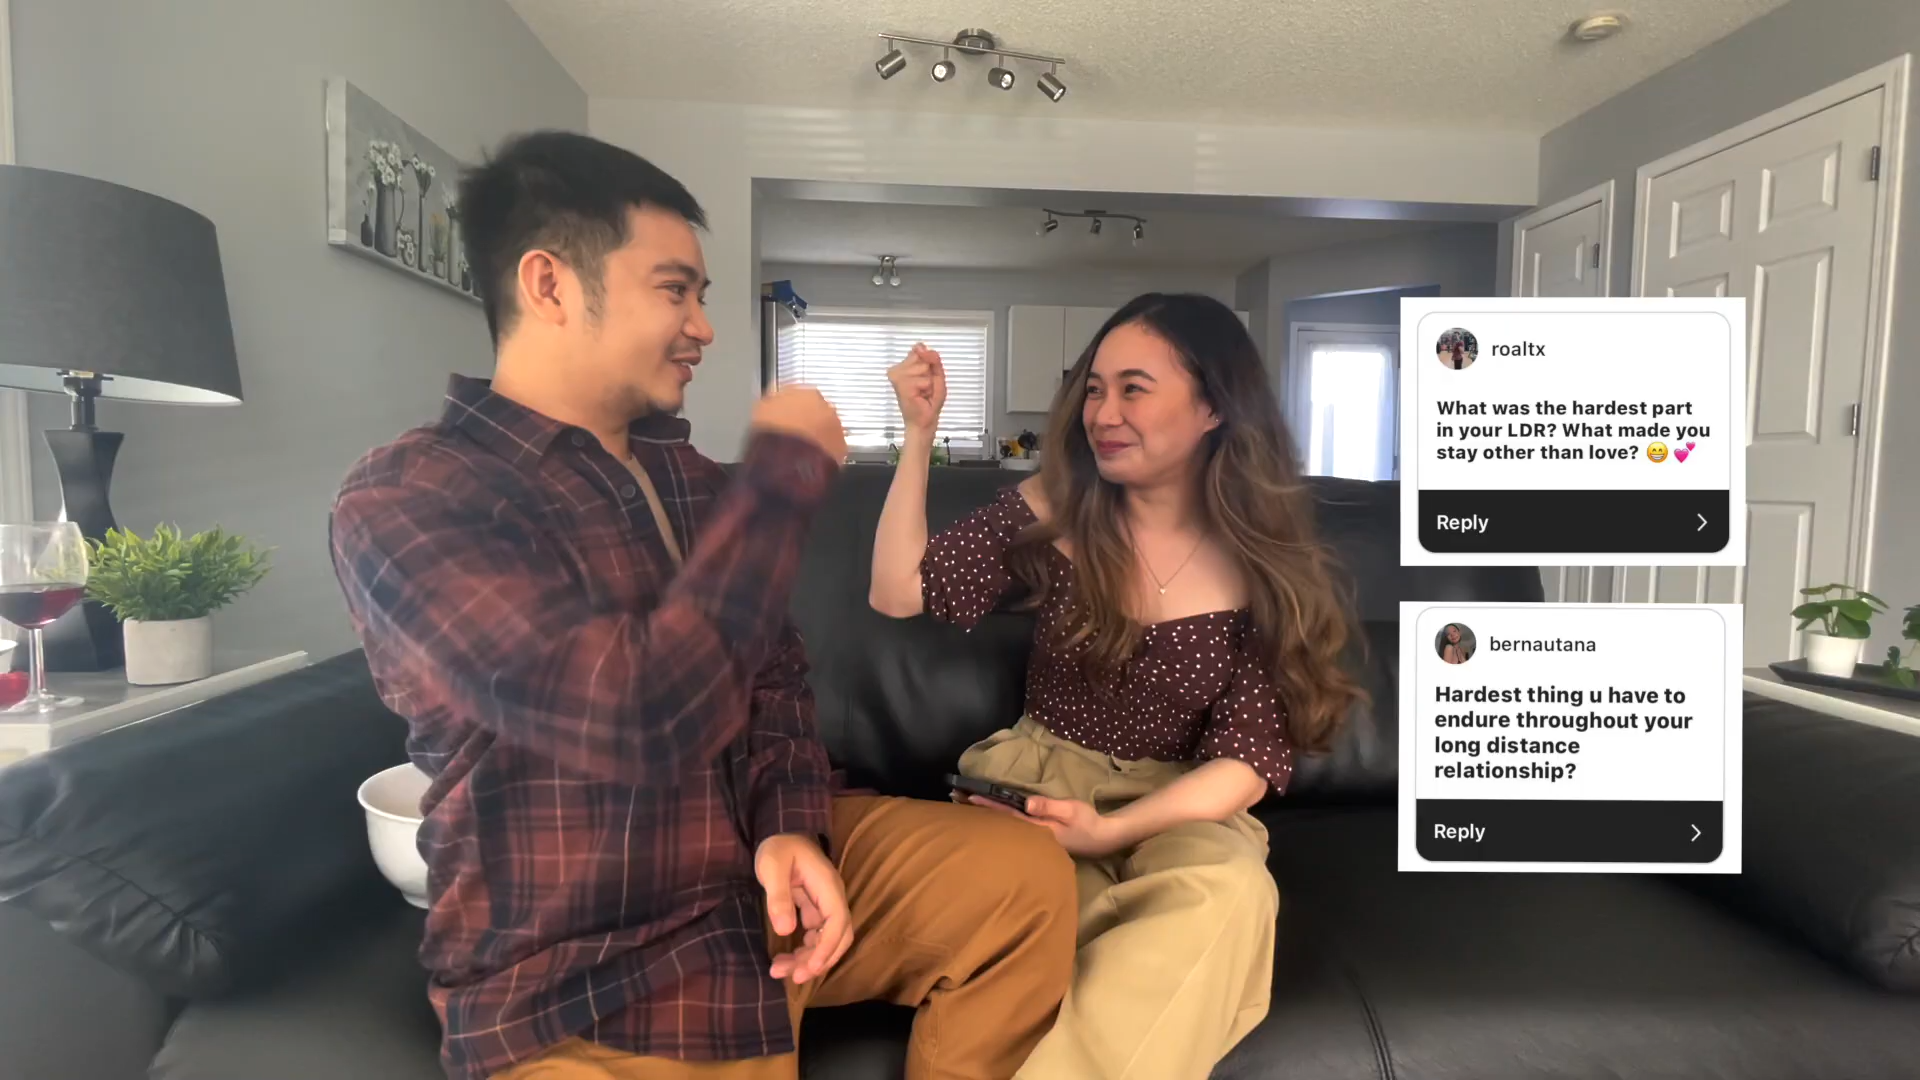 roaltx
What was the hardest part
in your LDR? What made you
stay other than love? 😁 💕
Reply
bernautana
Hardest thing u have to
endure throughout your
long distance
relationship?
Reply